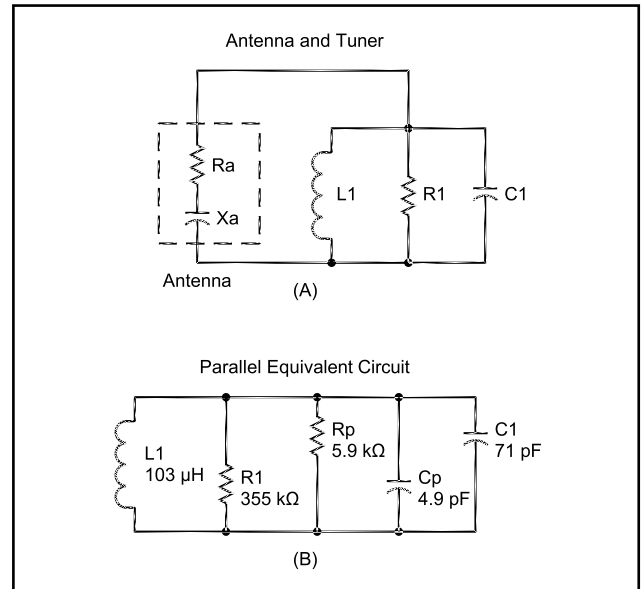 Antenna and Tuner
Ra
Xa
L1
R1
C1
Antenna
(A)
Parallel Equivalent Circuit
L1
103 µH
R1
355 kΩ
Rp
5.9 kΩ
Cp
4.9 pF
C1
71 pF
(B)